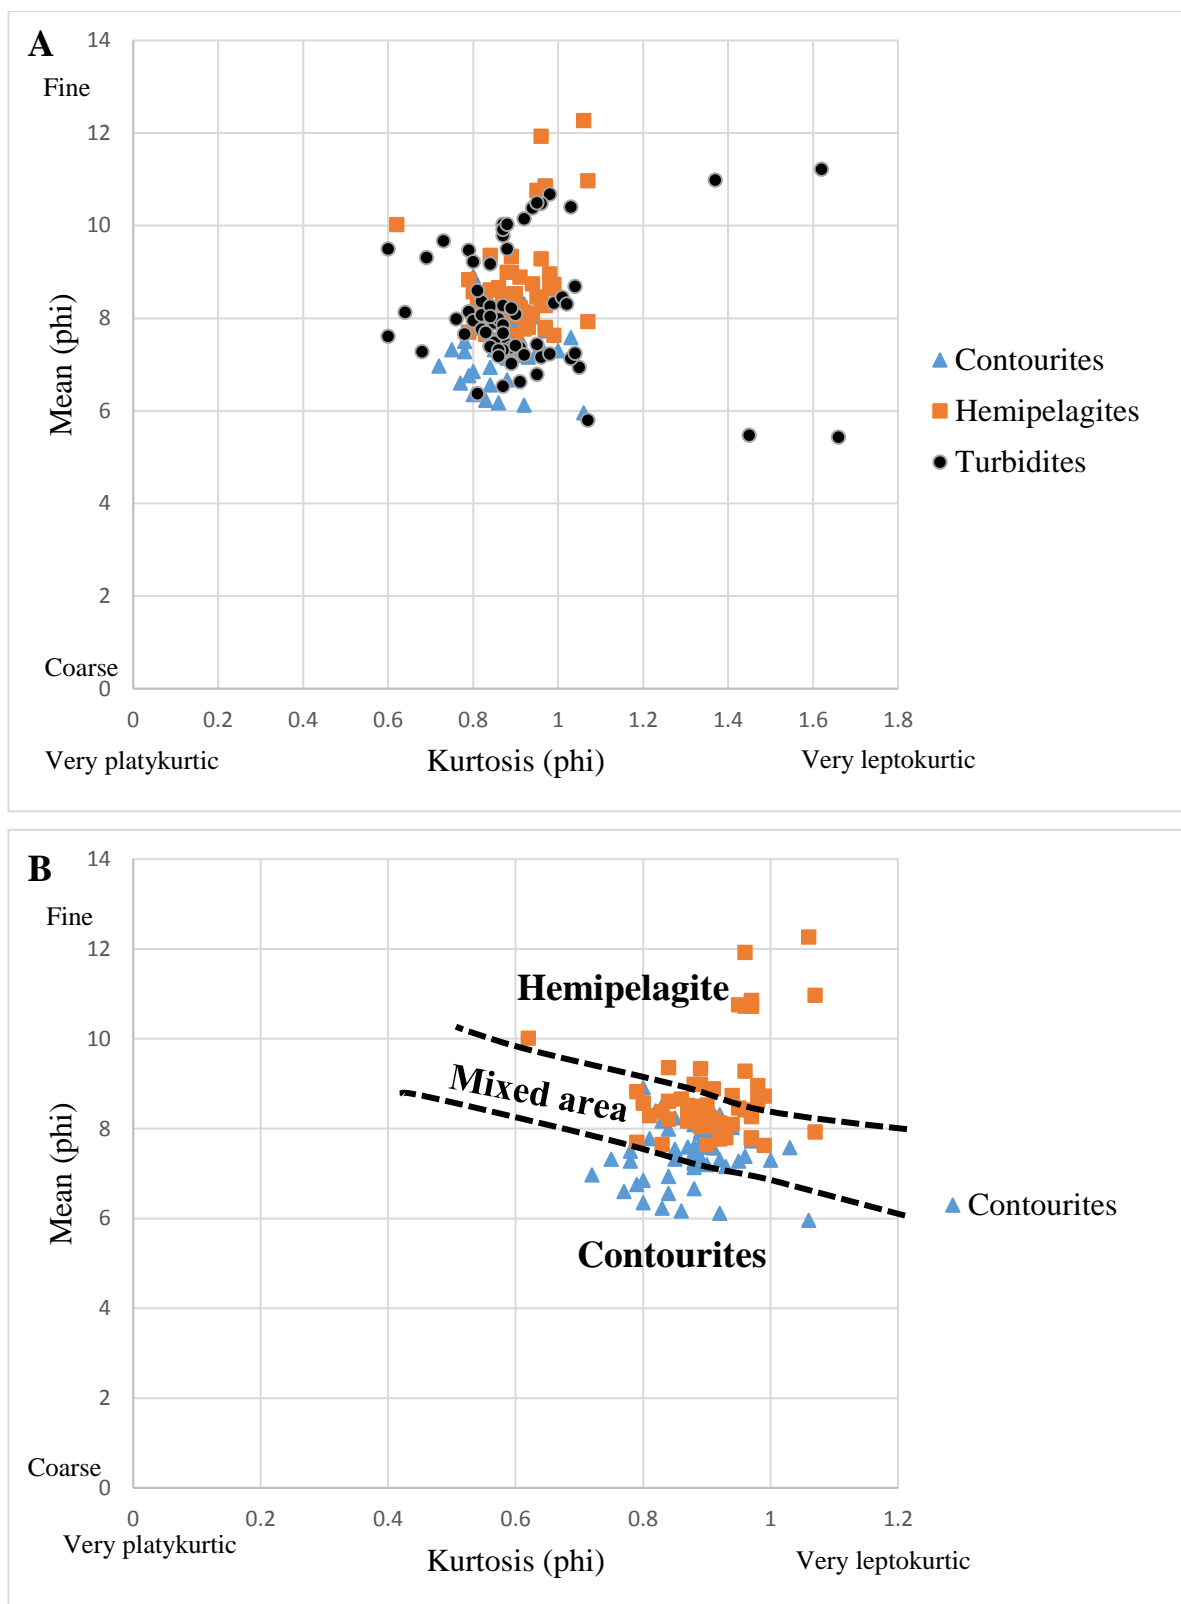 A
14
Fine
12
10
8
6
4
2
Coarse
0
Mean (phi)
0 0.2 0.4 0.6 0.8 1 1.2 1.4 1.6 1.8
Very platykurtic
Kurtosis (phi)
Very leptokurtic
Contourites
Hemipelagites
Turbidites
B
14
Fine
12
10
8
6
4
2
Coarse
0
Mean (phi)
Hemipelagite
Mixed area
Contourites
0 0.2 0.4 0.6 0.8 1 1.2
Very platykurtic
Kurtosis (phi)
Very leptokurtic
Contourites